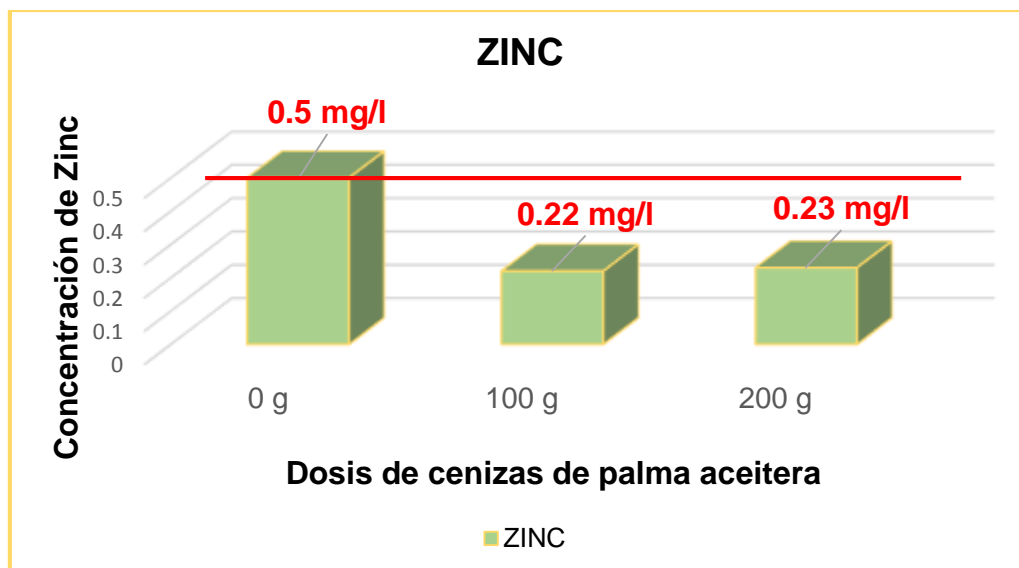 ZINC
0.5 mg/l
0.22 mg/l
0.23 mg/l
Concentración de Zinc
0.5
0.4
0.3
0.2
0.1
0
0 g
100 g
200 g
Dosis de cenizas de palma aceitera
ZINC